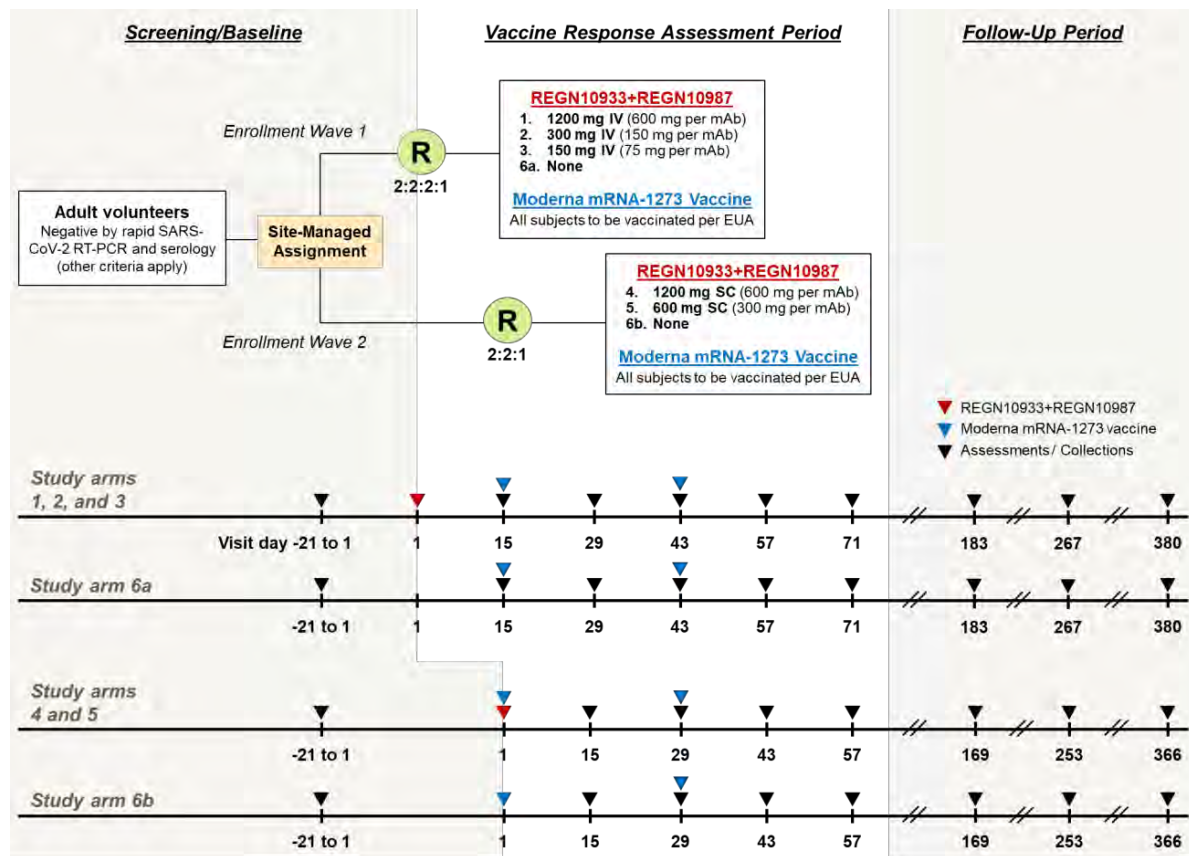 Screening/Baseline
Vaccine Response Assessment Period
Follow-Up Period
Enrollment Wave 1
R
2:2:2:1
REGN10933+REGN10987
1. 1200 mg IV (600 mg per mAb)
2. 300 mg IV (150 mg per mAb)
3. 150 mg IV (75 mg per mAb)
6a. None
Moderna mRNA-1273 Vaccine
All subjects to be vaccinated per EUA
Adult volunteers
Negative by rapid SARS-
CoV-2 RT-PCR and serology
(other criteria apply)
Site-Managed
Assignment
Enrollment Wave 2
R
2:2:1
REGN10933+REGN10987
4. 1200 mg SC (600 mg per mAb)
5. 600 mg SC (300 mg per mAb)
6b. None
Moderna mRNA-1273 Vaccine
All subjects to be vaccinated per EUA
REGN10933+REGN10987
Moderna mRNA-1273 vaccine
Assessments / Collections
Study arms
1, 2, and 3
Visit day -21 to 1 1 15 29 43 57 71 183 267 380
Study arm 6a
-21 to 1 1 15 29 43 57 71 183 267 380
Study arms
4 and 5
-21 to 1 1 15 29 43 57 169 253 366
Study arm 6b
-21 to 1 1 15 29 43 57 169 253 366